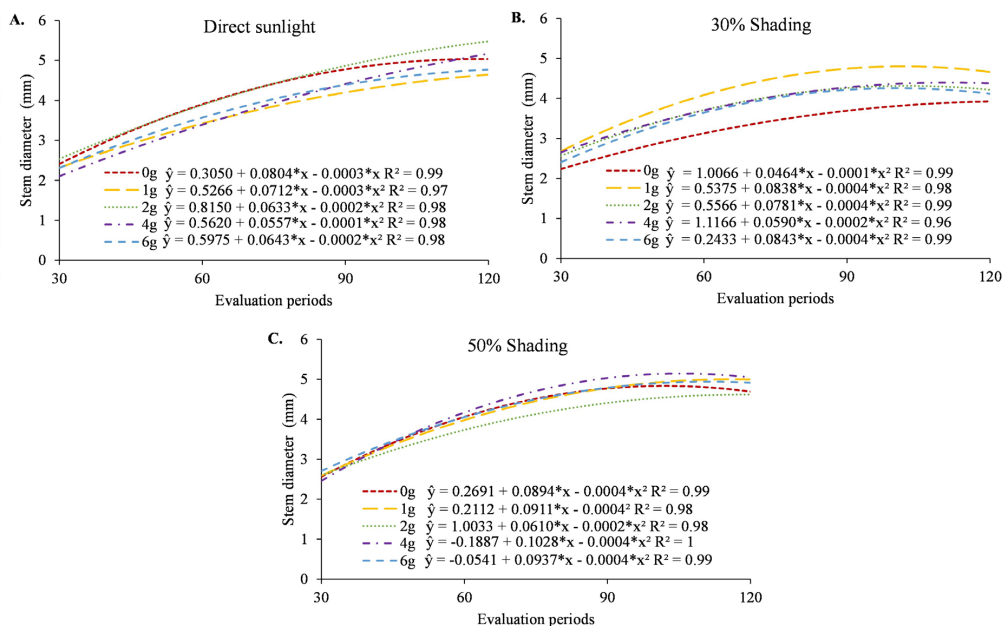 A.
Direct sunlight
Stem diameter (mm)
6
5
4
3
2
1
0
0g ŷ = 0.3050 + 0.0804*x - 0.0003*x R² = 0.99
1g ŷ = 0.5266 + 0.0712*x - 0.0003*x² R² = 0.97
2g ŷ = 0.8150 + 0.0633*x - 0.0002*x² R² = 0.98
4g ŷ = 0.5620 + 0.0557*x - 0.0001*x² R² = 0.98
6g ŷ = 0.5975 + 0.0643*x - 0.0002*x² R² = 0.98
30 60 90 120
Evaluation periods
B.
30% Shading
Stem diameter (mm)
6
5
4
3
2
1
0
0g ŷ = 1.0066 + 0.0464*x - 0.0001*x² R² = 0.99
1g ŷ = 0.5375 + 0.0838*x - 0.0004*x² R² = 0.98
2g ŷ = 0.5566 + 0.0781*x - 0.0004*x² R² = 0.99
4g ŷ = 1.1166 + 0.0590*x - 0.0002*x² R² = 0.96
6g ŷ = 0.2433 + 0.0843*x - 0.0004*x² R² = 0.99
30 60 90 120
Evaluation periods
C.
50% Shading
Stem diameter (mm)
6
5
4
3
2
1
0
0g ŷ = 0.2691 + 0.0894*x - 0.0004*x² R² = 0.99
1g ŷ = 0.2112 + 0.0911*x - 0.0004² R² = 0.98
2g ŷ = 1.0033 + 0.0610*x - 0.0002*x² R² = 0.98
4g ŷ = -0.1887 + 0.1028*x - 0.0004*x² R² = 1
6g ŷ = -0.0541 + 0.0937*x - 0.0004*x² R² = 0.99
30 60 90 120
Evaluation periods